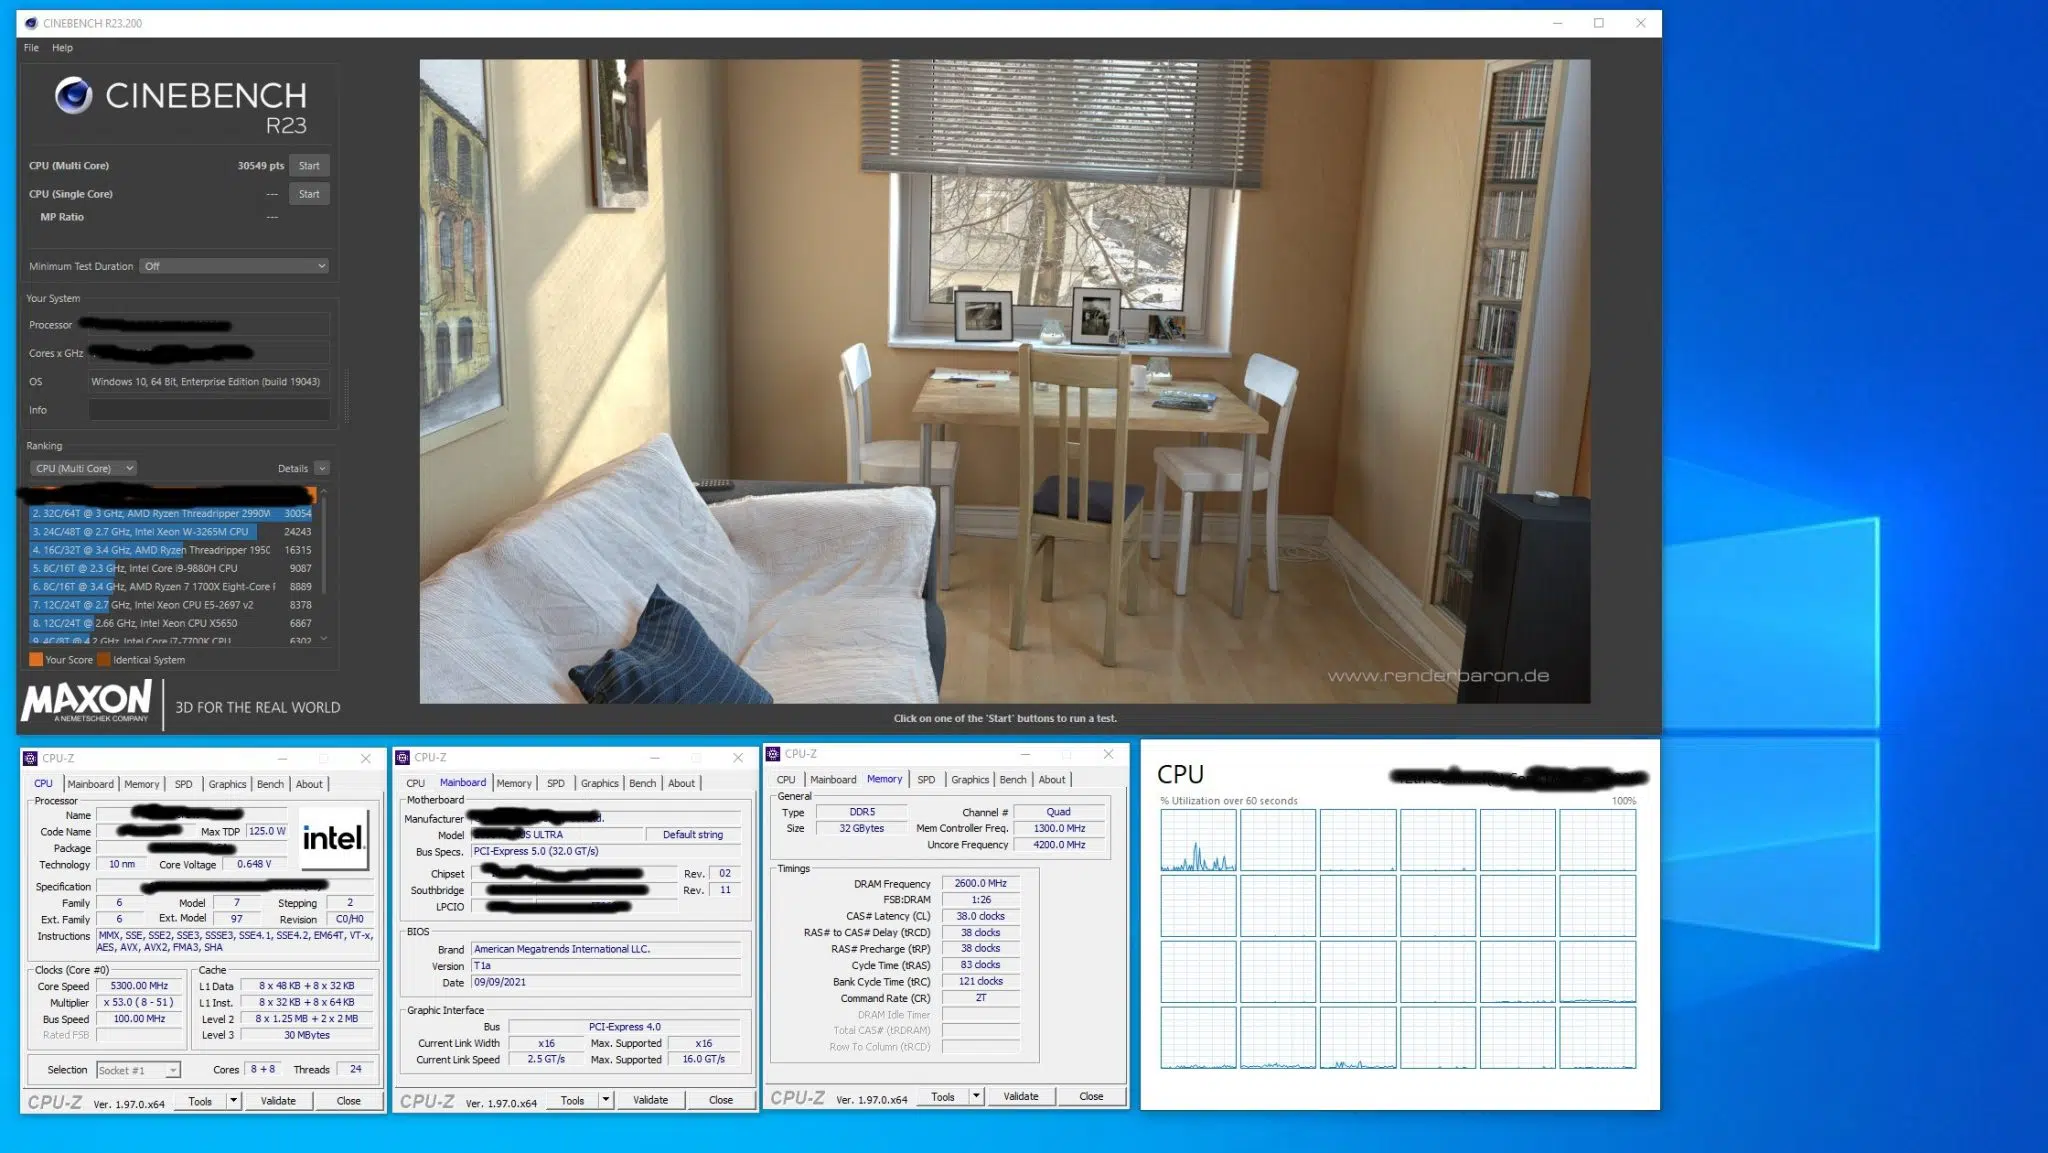 CINEBENCH R23.200
File Help
CINEBENCH
R23
CPU (Multi Core) 30549 pts Start
CPU (Single Core) --- Start
MP Ratio ---
Minimum Test Duration Off
Your System
Processor
Cores x GHz
OS Windows 10, 64 Bit, Enterprise Edition (build 19043)
Info
Ranking
CPU (Multi Core) Details
2. 32C/64T @ 3 GHz, AMD Ryzen Threadripper 2990W 30054
3. 24C/48T @ 2.7 GHz, Intel Xeon W-3265M CPU 24243
4. 16C/32T @ 3.4 GHz, AMD Ryzen Threadripper 195 16315
5. 8C/16T @ 2.3 GHz, Intel Core i9-9880H CPU 9087
6. 8C/16T @ 3.4 GHz, AMD Ryzen 7 1700X Eight-Core 8889
7. 12C/24T @ 2.7 GHz, Intel Xeon CPU E5-2697 v2 8378
8. 12C/24T @ 2.66 GHz, Intel Xeon CPU X5650 6867
9. 4C/8T @ 4.2 GHz, Intel Core i7-7700K CPU 6302
Your Score Identical System
MAXON
A NEMETSCHEK COMPANY
3D FOR THE REAL WORLD
www.renderbaron.de
Click on one of the 'Start' buttons to run a test.
CPU-Z
CPU Mainboard Memory SPD Graphics Bench About
Processor
Name
Code Name Max TDP 125.0 W
Package
Technology 10 nm Core Voltage 0.648 V
intel.
Specification
Family 6 Model 7 Stepping 2
Ext. Family 6 Ext. Model 97 Revision C0/H0
Instructions MMX, SSE, SSE2, SSE3, SSSE3, SSE4.1, SSE4.2, EM64T, VT-x,
AES, AVX, AVX2, FMA3, SHA
Clocks (Core #0)
Core Speed 5300.00 MHz
Multiplier x 53.0 ( 8 - 51 )
Bus Speed 100.00 MHz
Rated FSB
Cache
L1 Data 8 x 48 KB + 8 x 32 KB
L1 Inst. 8 x 32 KB + 8 x 64 KB
Level 2 8 x 1.25 MB + 2 x 2 MB
Level 3 30 MBytes
Selection Socket #1 Cores 8 + 8 Threads 24
CPU-Z Ver. 1.97.0.x64 Tools Validate Close
CPU-Z
CPU Mainboard Memory SPD Graphics Bench About
Motherboard
Manufacturer
Model ULTRA Default string
Bus Specs. PCI-Express 5.0 (32.0 GT/s)
Chipset Rev. 02
Southbridge Rev. 11
LPCIO
BIOS
Brand American Megatrends International LLC.
Version T1a
Date 09/09/2021
Graphic Interface
Bus PCI-Express 4.0
Current Link Width x16 Max. Supported x16
Current Link Speed 2.5 GT/s Max. Supported 16.0 GT/s
CPU-Z Ver. 1.97.0.x64 Tools Validate Close
CPU-Z
CPU Mainboard Memory SPD Graphics Bench About
General
Type DDR5 Channel # Quad
Size 32 GBytes Mem Controller Freq. 1300.0 MHz
Uncore Frequency 4200.0 MHz
Timings
DRAM Frequency 2600.0 MHz
FSB:DRAM 1:26
CAS# Latency (CL) 38.0 clocks
RAS# to CAS# Delay (tRCD) 38 clocks
RAS# Precharge (tRP) 38 clocks
Cycle Time (tRAS) 83 clocks
Bank Cycle Time (tRC) 121 clocks
Command Rate (CR) 2T
DRAM Idle Timer
Total CAS# (tRDRAM)
Row To Column (tRCD)
CPU-Z Ver. 1.97.0.x64 Tools Validate Close
CPU
% Utilization over 60 seconds 100%